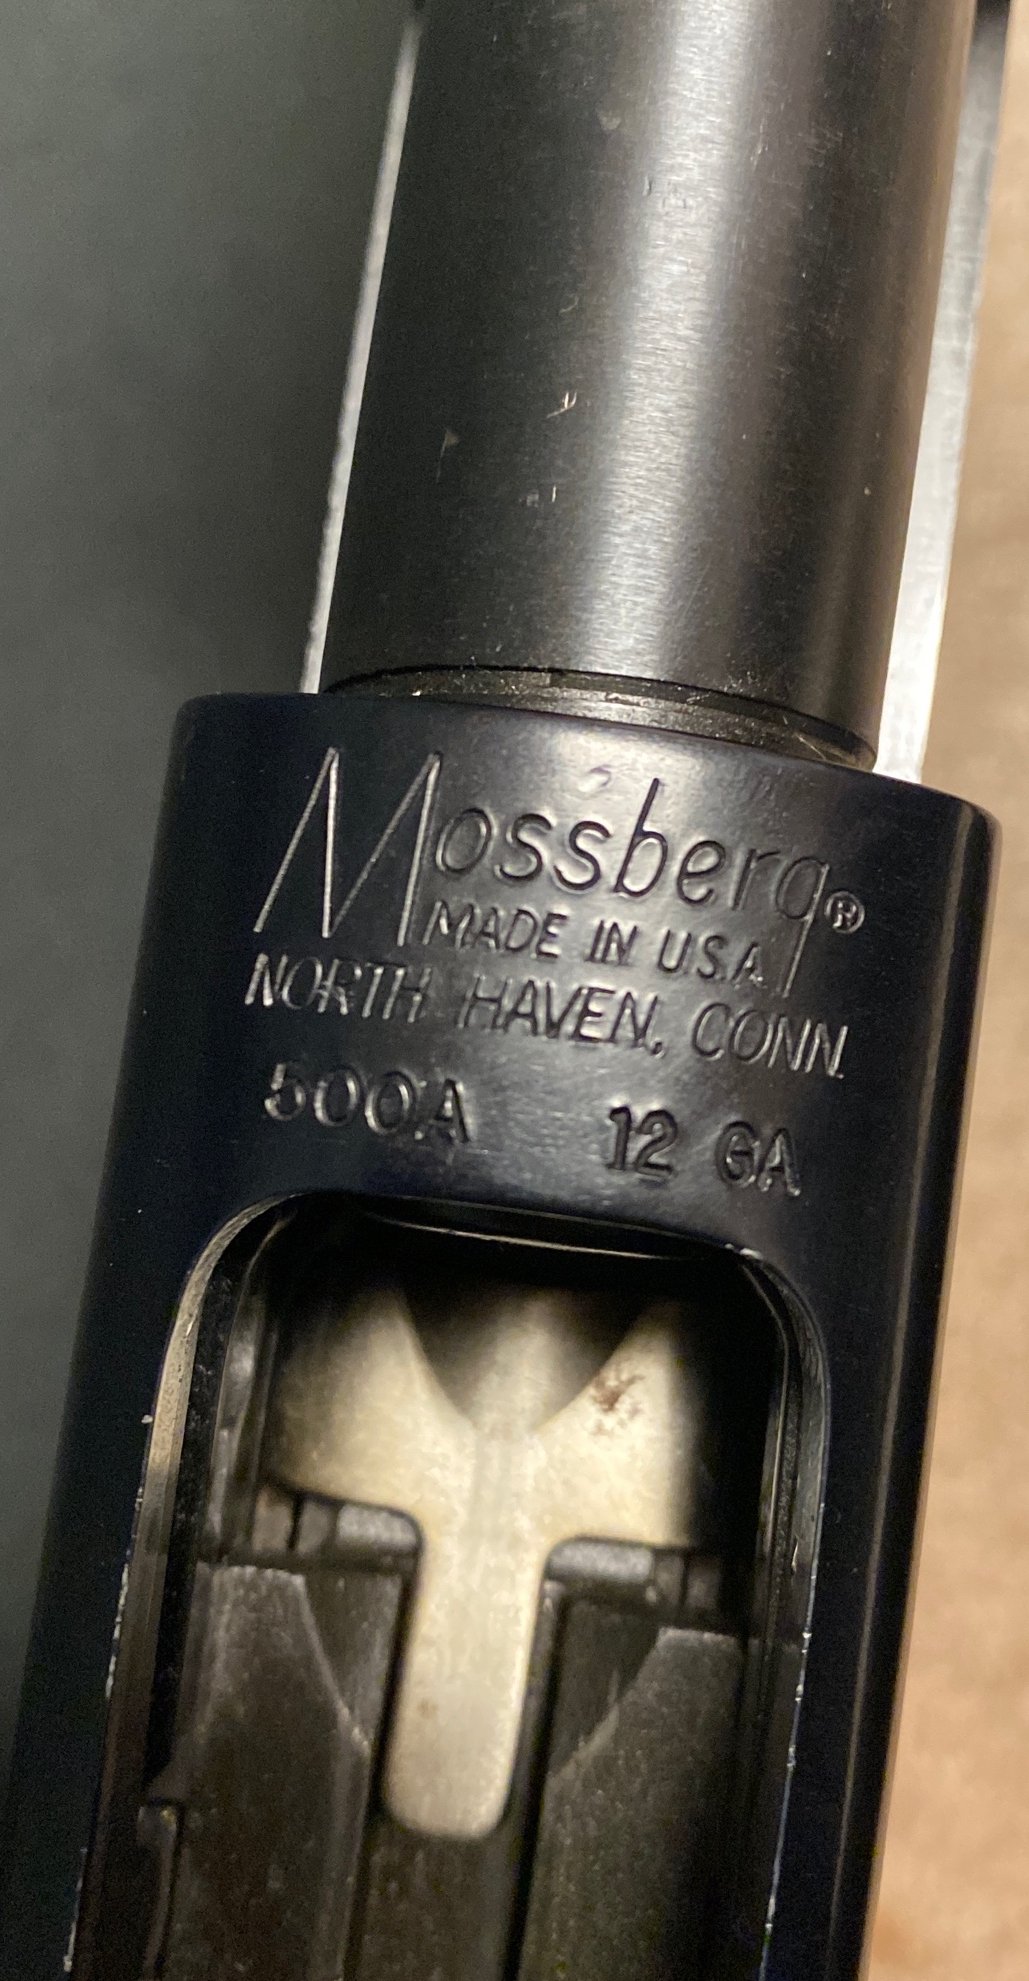 Mossberg®
MADE IN U.S.A.
NORTH HAVEN, CONN.
500A 12 GA